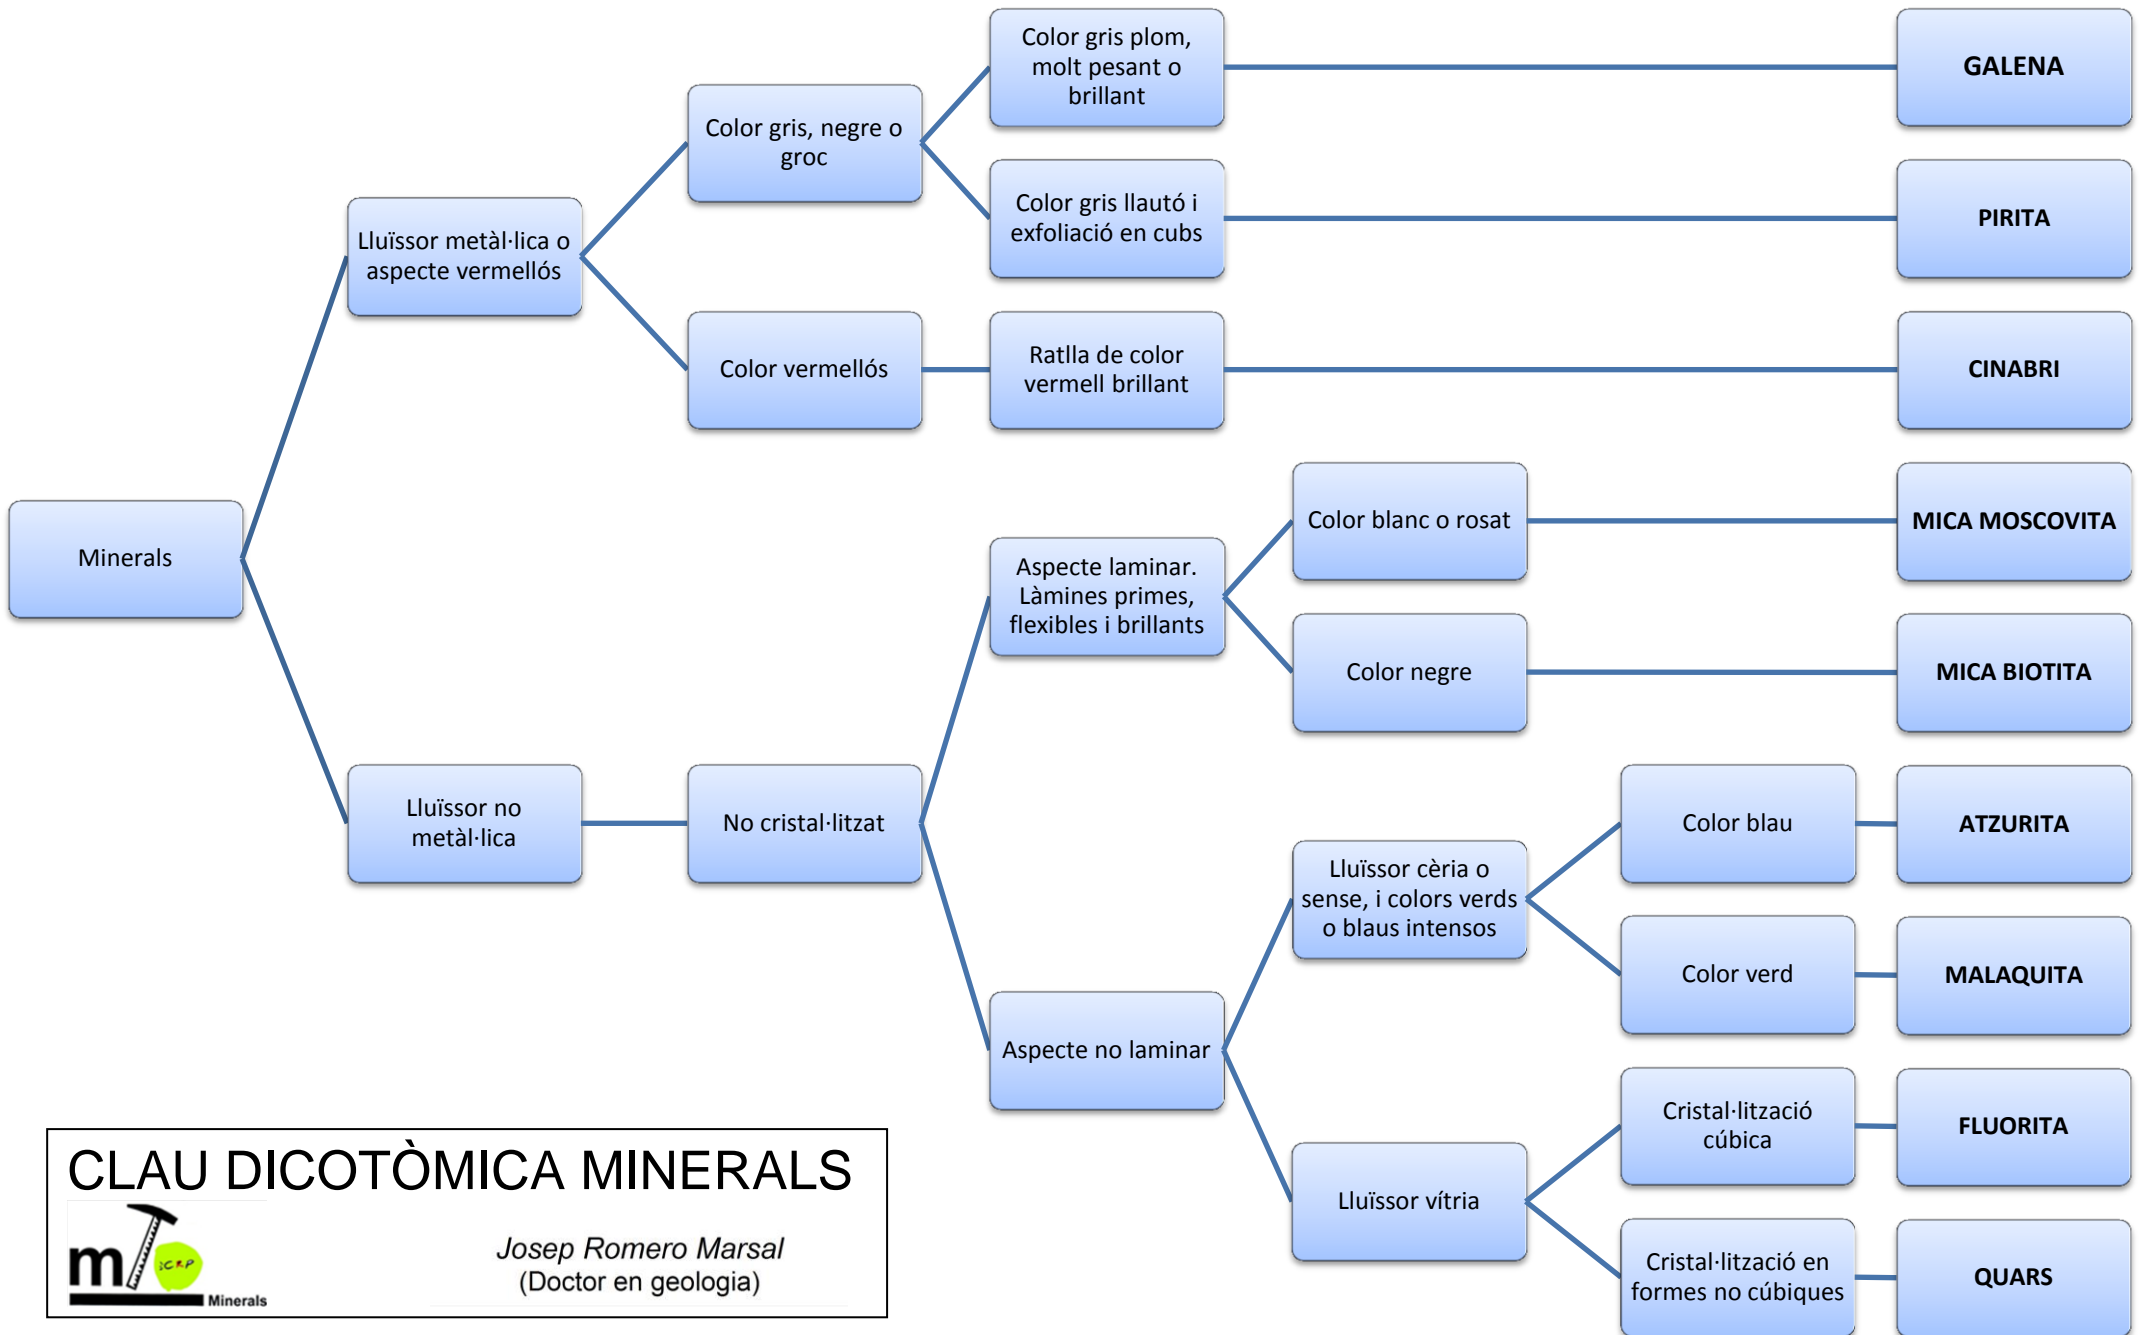 Color gris plom,
molt pesant o
brillant
GALENA
Color gris, negre o
groc
Color gris llautó i
exfoliació en cubs
PIRITA
Lluïssor metàl·lica o
aspecte vermellós
Color vermellós
Ratlla de color
vermell brillant
CINABRI
Minerals
Aspecte laminar.
Làmines primes,
flexibles i brillants
Color blanc o rosat
MICA MOSCOVITA
Color negre
MICA BIOTITA
Lluïssor no
metàl·lica
No cristal·litzat
Lluïssor cèria o
sense, i colors verds
o blaus intensos
Color blau
ATZURITA
Color verd
MALAQUITA
Aspecte no laminar
Lluïssor vítria
Cristal·lització
cúbica
FLUORITA
Cristal·lització en
formes no cúbiques
QUARS
CLAU DICOTÒMICA MINERALS
m
iCRP
Minerals
Josep Romero Marsal
(Doctor en geologia)